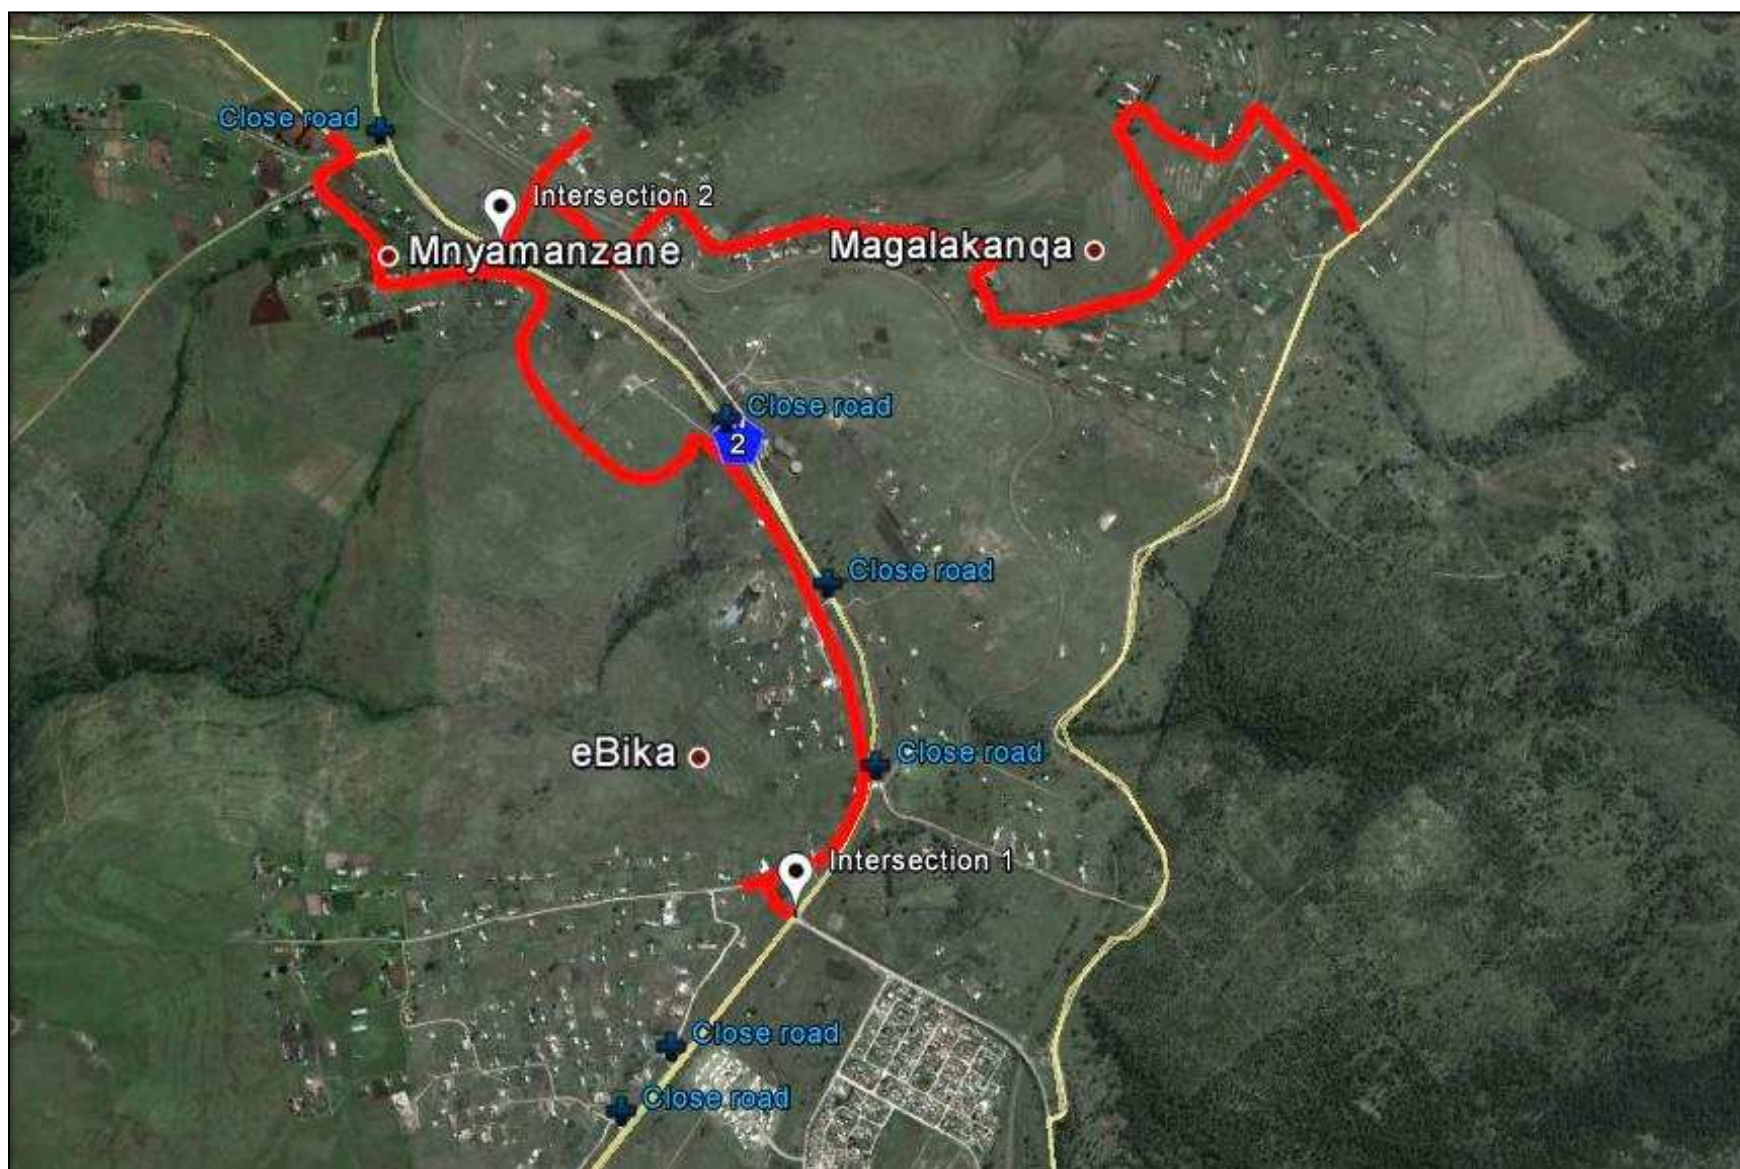 Close road
Intersection 2
Mnyamanzane
Magalakanqa
Close road
2
Close road
eBika
Close road
Intersection 1
Close road
Close road